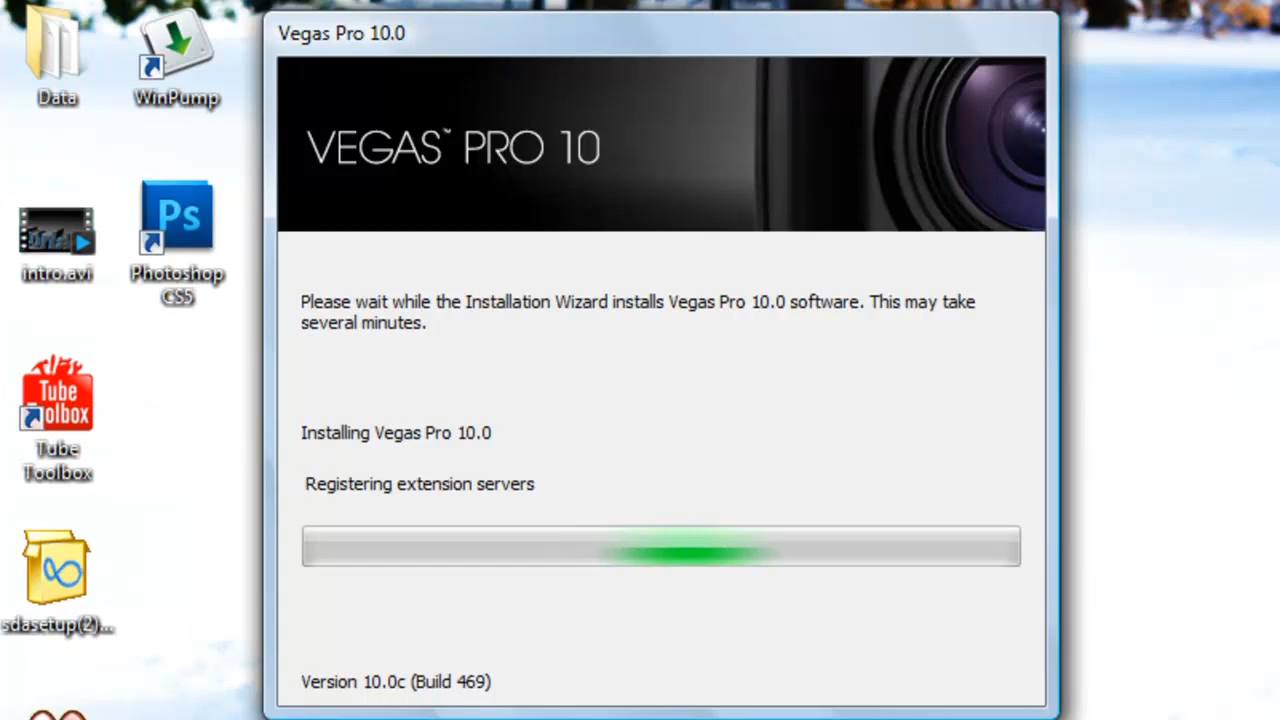 Vegas Pro 10.0
VEGAS™ PRO 10
Please wait while the Installation Wizard installs Vegas Pro 10.0 software. This may take
several minutes.
Installing Vegas Pro 10.0
Registering extension servers
Version 10.0c (Build 469)
Data
WinPump
intro.avi
Ps
Photoshop
CS5
Tube
Toolbox
Tube
Toolbox
sdasetup(2)...